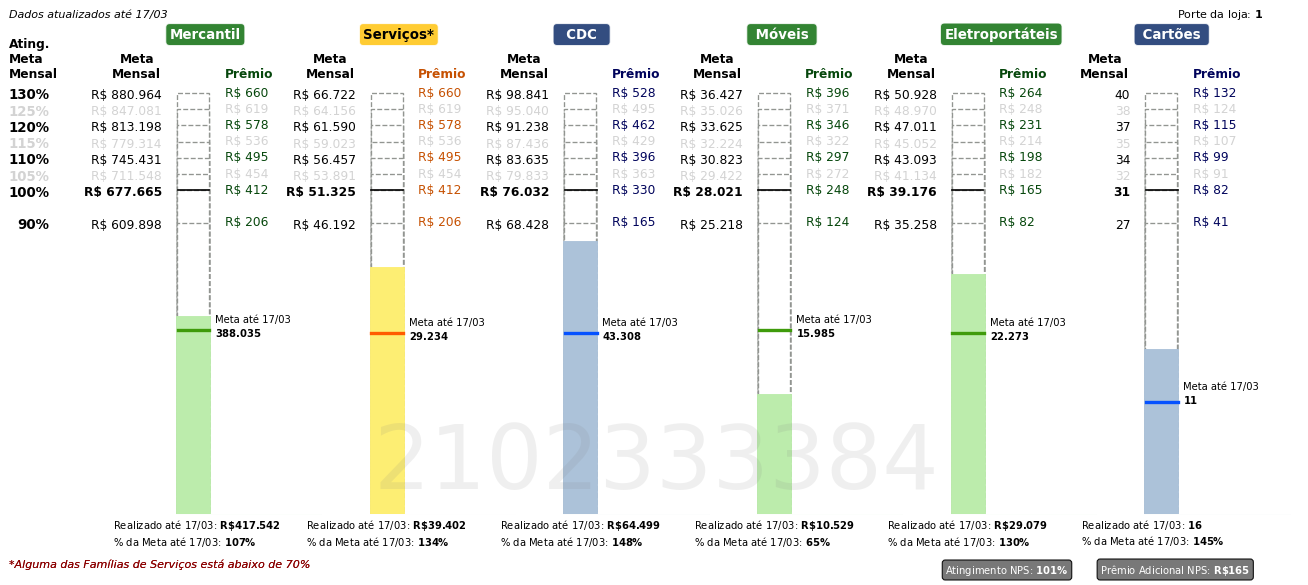 Dados atualizados até 17/03
Porte da loja: 1
Mercantil Serviços* CDC Móveis Eletroportáteis Cartões
Ating. Meta Mensal
Meta Mensal Prêmio Meta Mensal Prêmio Meta Mensal Prêmio Meta Mensal Prêmio Meta Mensal Prêmio Meta Mensal Prêmio
130% R$ 880.964 R$ 660 R$ 66.722 R$ 660 R$ 98.841 R$ 528 R$ 36.427 R$ 396 R$ 50.928 R$ 264 40 R$ 132
125% R$ 847.081 R$ 619 R$ 64.156 R$ 619 R$ 95.040 R$ 495 R$ 35.026 R$ 371 R$ 48.970 R$ 248 38 R$ 124
120% R$ 813.198 R$ 578 R$ 61.590 R$ 578 R$ 91.238 R$ 462 R$ 33.625 R$ 346 R$ 47.011 R$ 231 37 R$ 115
115% R$ 779.314 R$ 536 R$ 59.023 R$ 536 R$ 87.436 R$ 429 R$ 32.224 R$ 322 R$ 45.052 R$ 214 35 R$ 107
110% R$ 745.431 R$ 495 R$ 56.457 R$ 495 R$ 83.635 R$ 396 R$ 30.823 R$ 297 R$ 43.093 R$ 198 34 R$ 99
105% R$ 711.548 R$ 454 R$ 53.891 R$ 454 R$ 79.833 R$ 363 R$ 29.422 R$ 272 R$ 41.134 R$ 182 32 R$ 91
100% R$ 677.665 R$ 412 R$ 51.325 R$ 412 R$ 76.032 R$ 330 R$ 28.021 R$ 248 R$ 39.176 R$ 165 31 R$ 82
90% R$ 609.898 R$ 206 R$ 46.192 R$ 206 R$ 68.428 R$ 165 R$ 25.218 R$ 124 R$ 35.258 R$ 82 27 R$ 41
Meta até 17/03 Meta até 17/03 Meta até 17/03 Meta até 17/03 Meta até 17/03
388.035 29.234 43.308 15.985 22.273
Meta até 17/03
11
2102333384
Realizado até 17/03: R$417.542 Realizado até 17/03: R$39.402 Realizado até 17/03: R$64.499 Realizado até 17/03: R$10.529 Realizado até 17/03: R$29.079 Realizado até 17/03: 16
% da Meta até 17/03: 107% % da Meta até 17/03: 134% % da Meta até 17/03: 148% % da Meta até 17/03: 65% % da Meta até 17/03: 130% % da Meta até 17/03: 145%
*Alguma das Famílias de Serviços está abaixo de 70%
Atingimento NPS: 101% Prêmio Adicional NPS: R$165